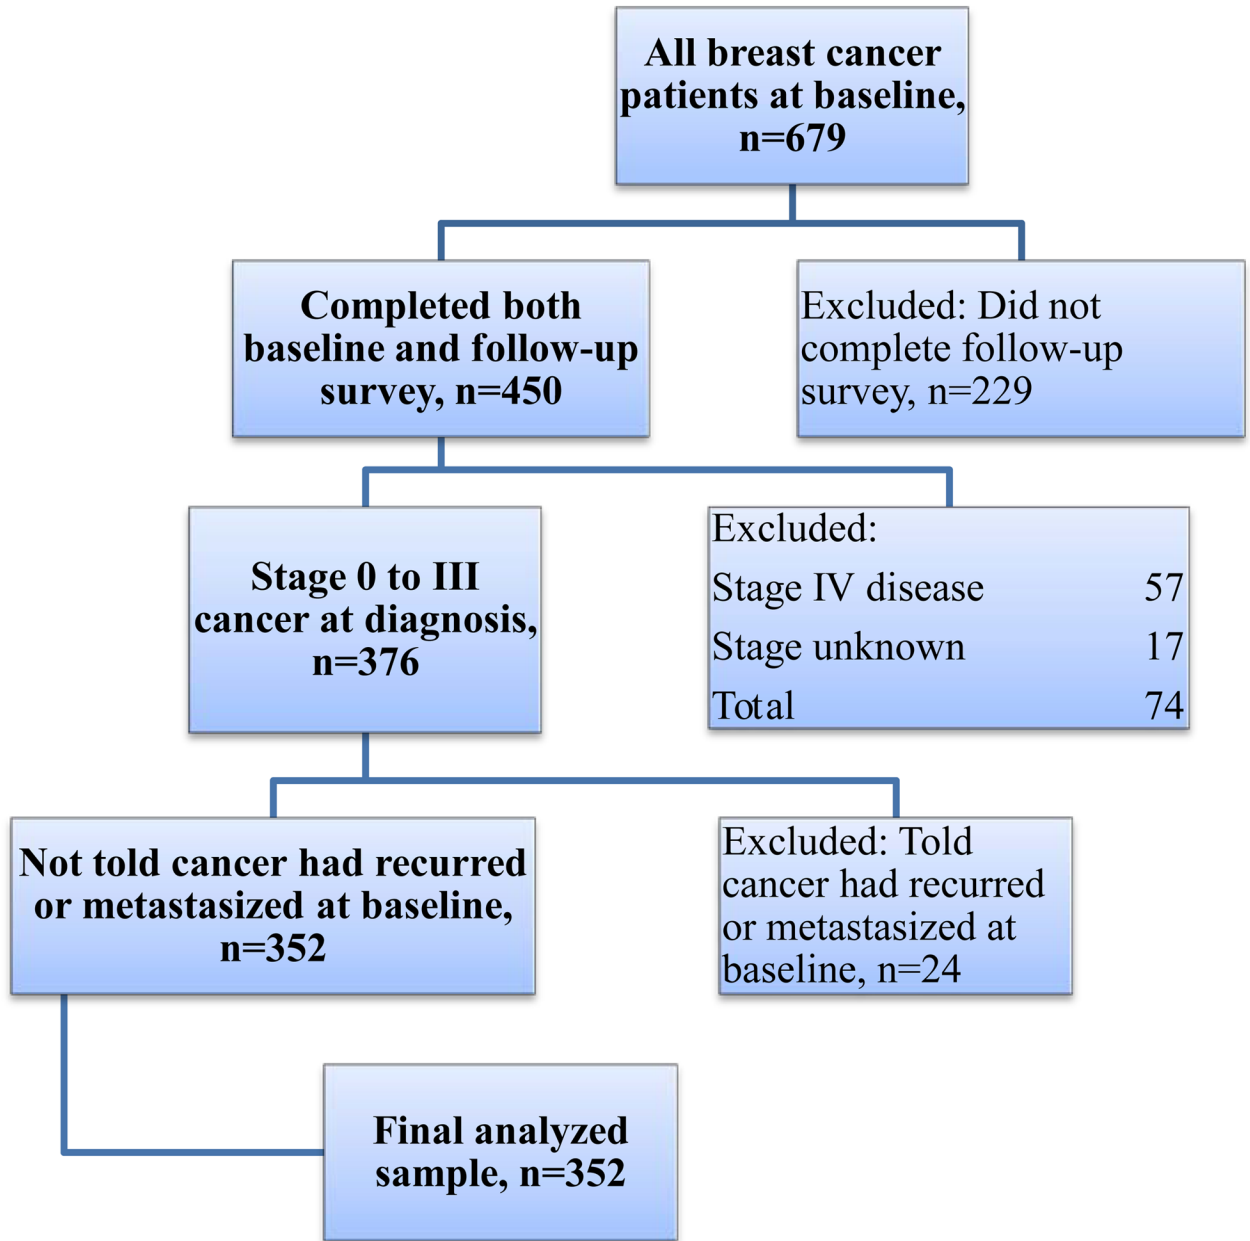 All breast cancer
patients at baseline,
n=679
Completed both
baseline and follow-up
survey, n=450
Excluded: Did not
complete follow-up
survey, n=229
Stage 0 to III
cancer at diagnosis,
n=376
Excluded:
Stage IV disease 57
Stage unknown 17
Total 74
Not told cancer had recurred
or metastasized at baseline,
n=352
Excluded: Told
cancer had recurred
or metastasized at
baseline, n=24
Final analyzed
sample, n=352